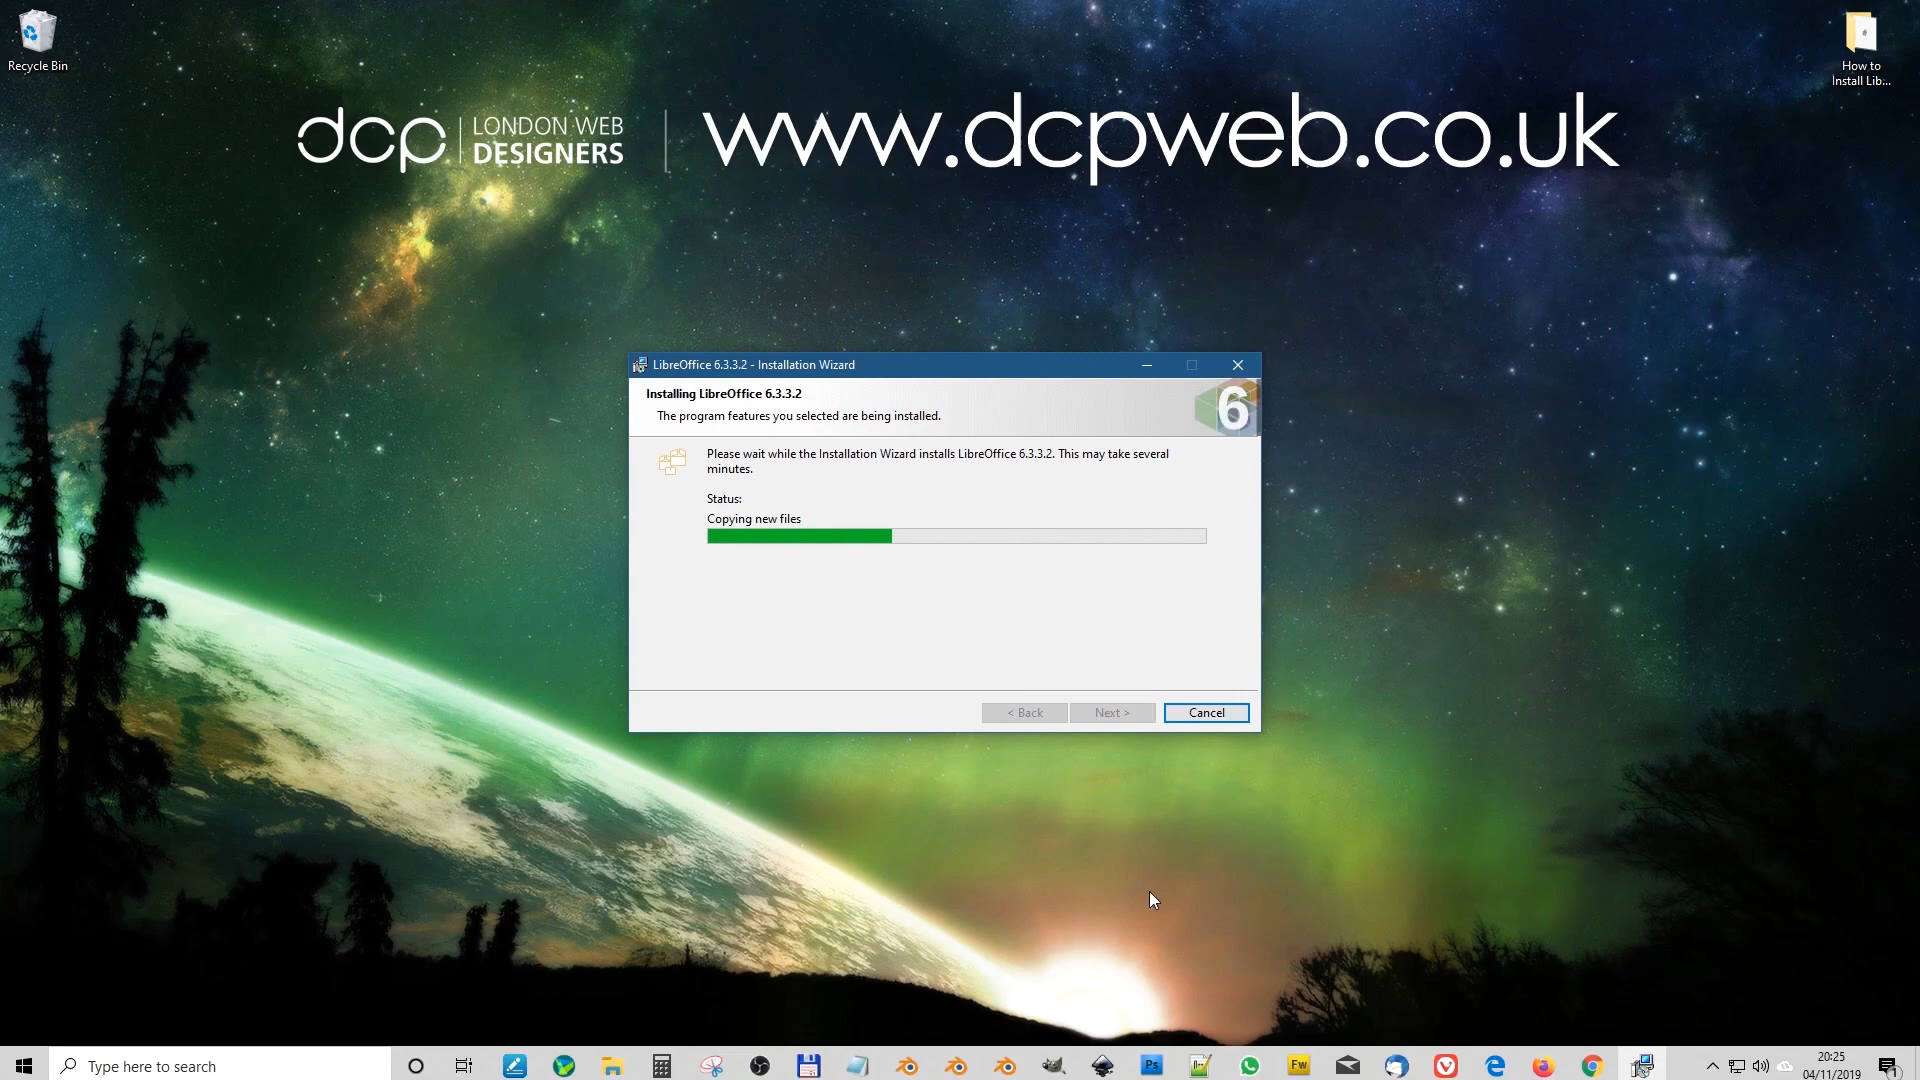 Recycle Bin
How to
Install Lib...
dcp
LONDON WEB
DESIGNERS
www.dcpweb.co.uk
LibreOffice 6.3.3.2 - Installation Wizard
Installing LibreOffice 6.3.3.2
The program features you selected are being installed.
6
Please wait while the Installation Wizard installs LibreOffice 6.3.3.2. This may take several
minutes.
Status:
Copying new files
< Back
Next >
Cancel
Type here to search
Ps
Fw
20:25
04/11/2019
1